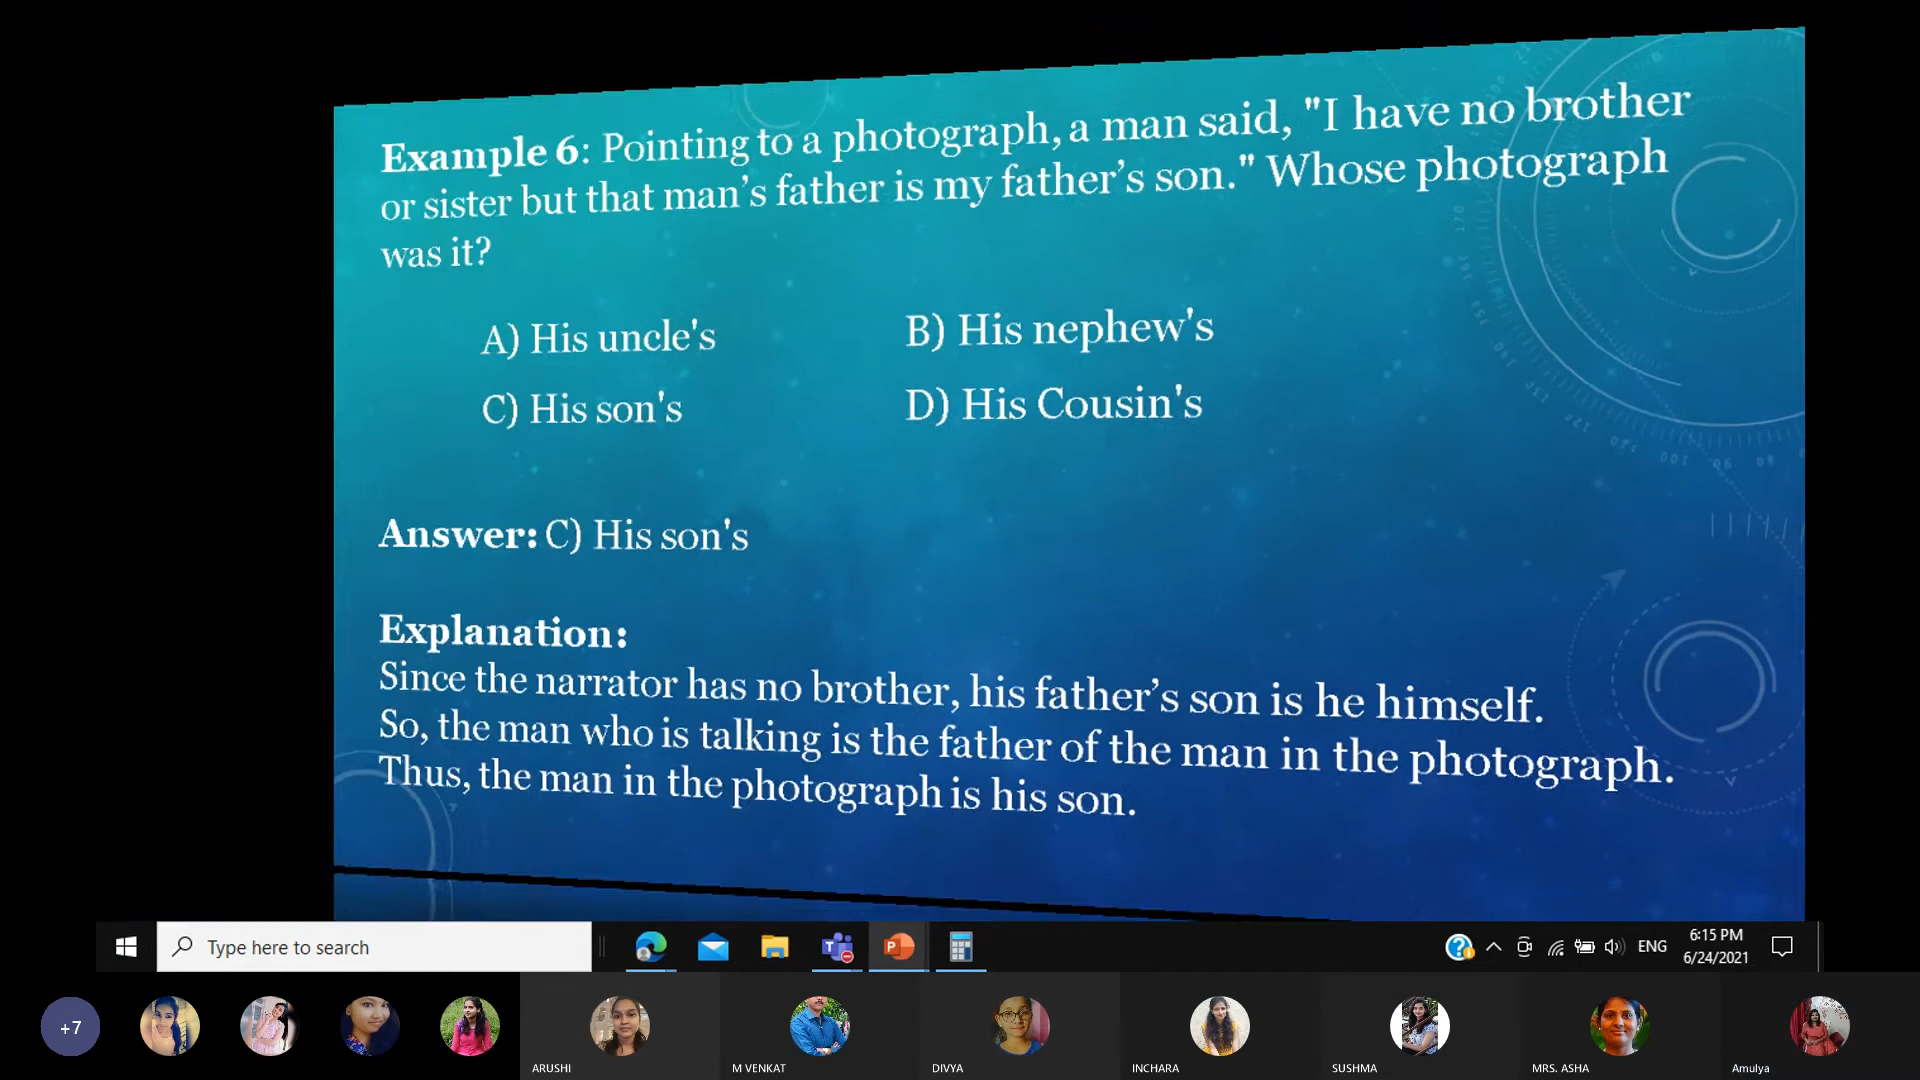 Example 6: Pointing to a photograph, a man said, "I have no brother
or sister but that man’s father is my father’s son." Whose photograph
was it?
A) His uncle's
B) His nephew's
C) His son's
D) His Cousin's
Answer: C) His son's
Explanation:
Since the narrator has no brother, his father’s son is he himself.
So, the man who is talking is the father of the man in the photograph.
Thus, the man in the photograph is his son.
Type here to search
ENG
6:15 PM
6/24/2021
+7
ARUSHI
M VENKAT
DIVYA
INCHARA
SUSHMA
MRS. ASHA
Amulya